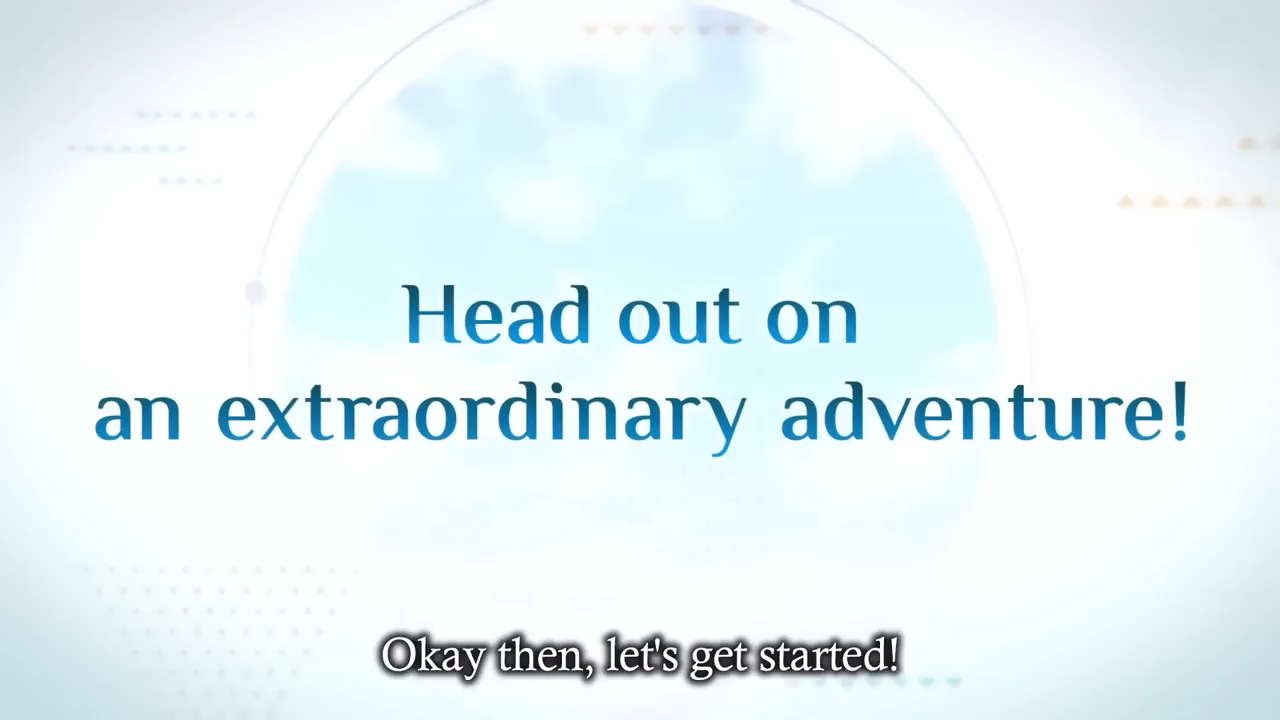 Head out on
an extraordinary adventure!
Okay then, let's get started!